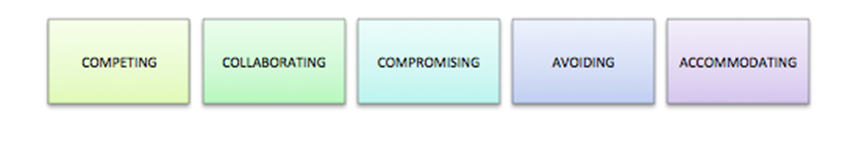 COMPETING
COLLABORATING
COMPROMISING
AVOIDING
ACCOMMODATING